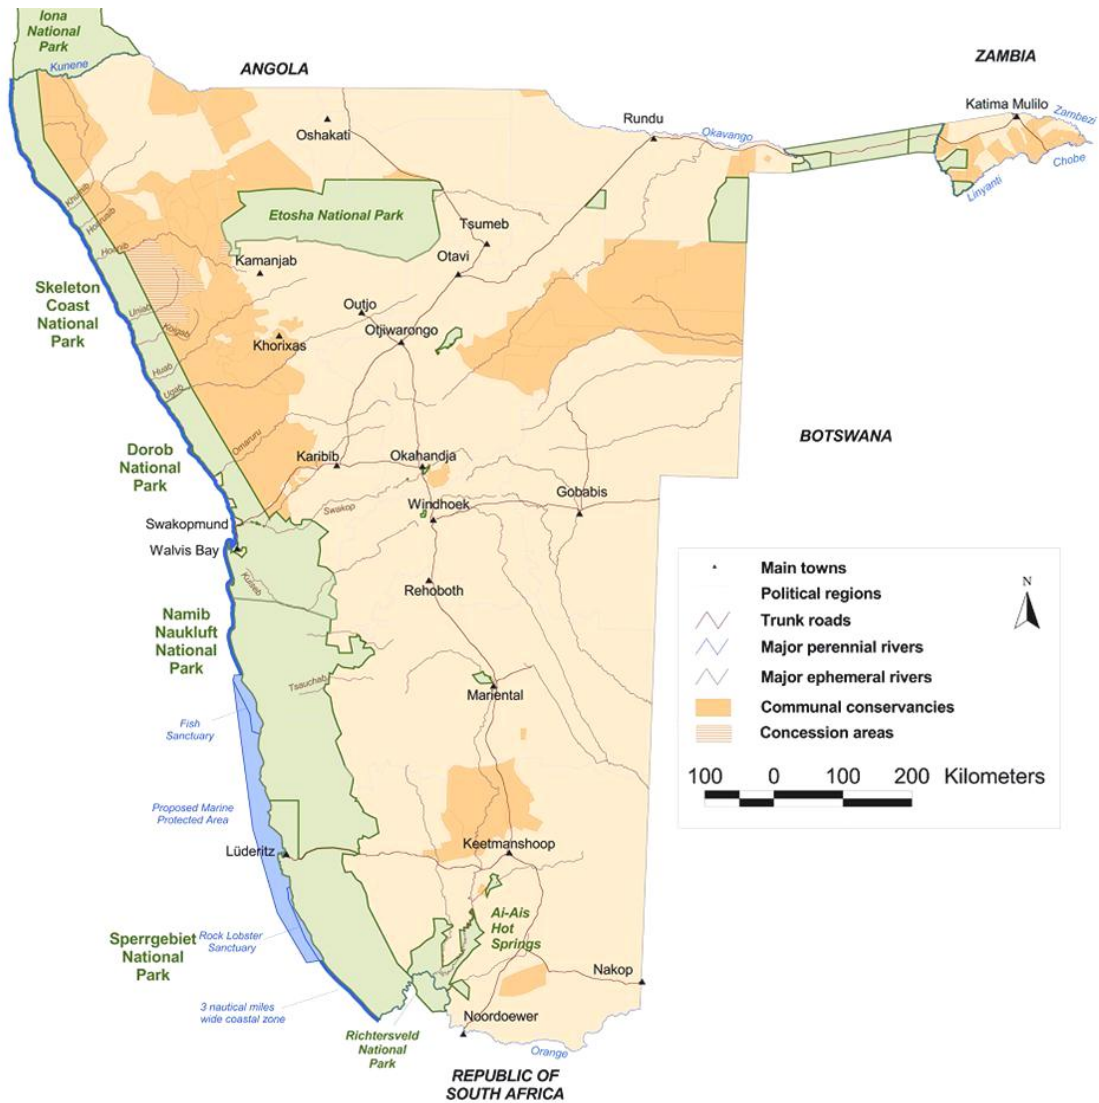 Iona
National
Park
Kunene
ANGOLA
ZAMBIA
Katima Mulilo
Zambezi
Chobe
Linyanti
Rundu
Okavango
Oshakati
Etosha National Park
Tsumeb
Otavi
Kamanjab
Khumib
Hoarusib
Hoanib
Uniab
Koigab
Huab
Ugab
Omaruru
Skeleton
Coast
National
Park
Outjo
Otjiwarongo
Khorixas
BOTSWANA
Dorob
National
Park
Karibib
Okahandja
Windhoek
Gobabis
Swakop
Swakopmund
Walvis Bay
Kuiseb
Rehoboth
Namib
Naukluft
National
Park
Tsauchab
Mariental
Fish
Sanctuary
Proposed Marine
Protected Area
Lüderitz
Keetmanshoop
Ai-Ais
Hot
Springs
Sperrgebiet
National
Park
Rock Lobster
Sanctuary
3 nautical miles
wide coastal zone
Nakop
Noordoewer
Richtersveld
National
Park
Orange
REPUBLIC OF
SOUTH AFRICA
Main towns
Political regions
Trunk roads
Major perennial rivers
Major ephemeral rivers
Communal conservancies
Concession areas
N
100 0 100 200 Kilometers